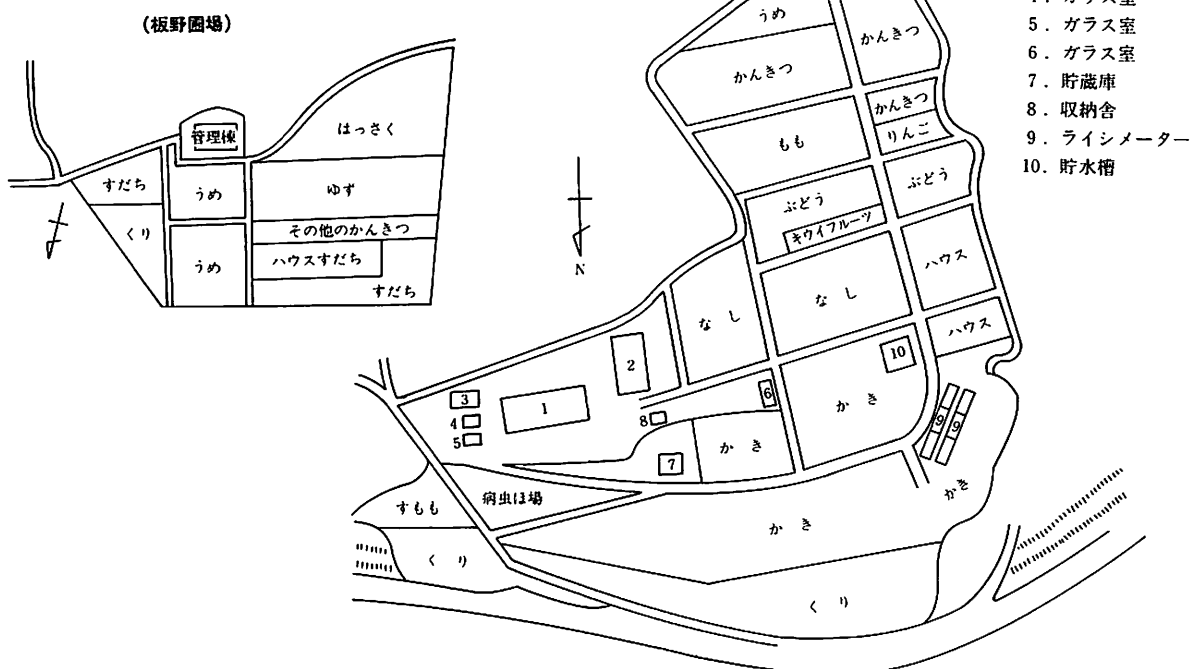 (板野圃場)
管理棟
はっさく
すだち
うめ
ゆず
くり
その他のかんきつ
うめ
ハウスすだち
すだち
N
うめ
かんきつ
かんきつ
かんきつ
もも
りんご
ぶどう
ぶどう
キウイフルーツ
ハウス
なし
なし
ハウス
10
2
3
1
4
5
6
8
かき
9
9
7
かき
かき
病虫ほ場
すもも
かき
くり
くり
5. ガラス室
6. ガラス室
7. 貯蔵庫
8. 収納舎
9. ライシメーター
10. 貯水槽